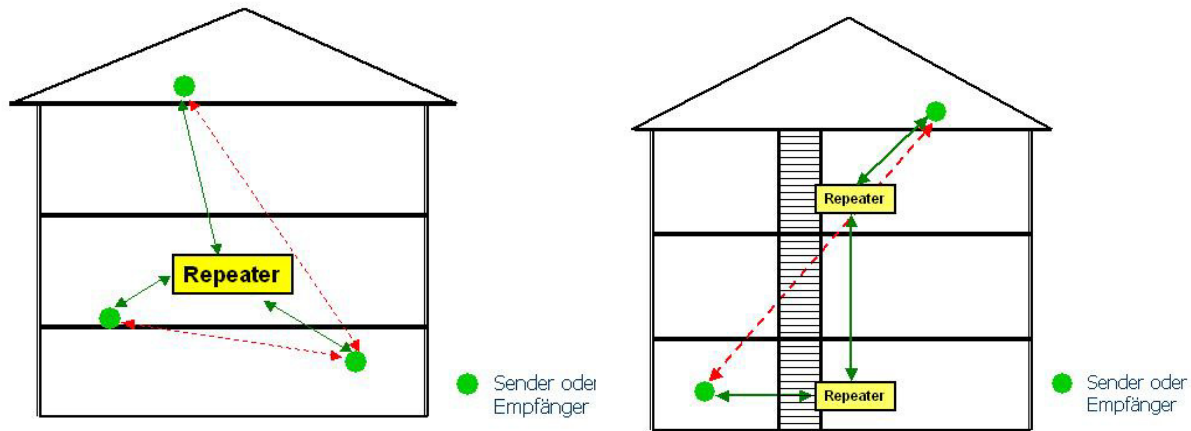 Repeater
Sender oder
Empfänger
Repeater
Repeater
Sender oder
Empfänger